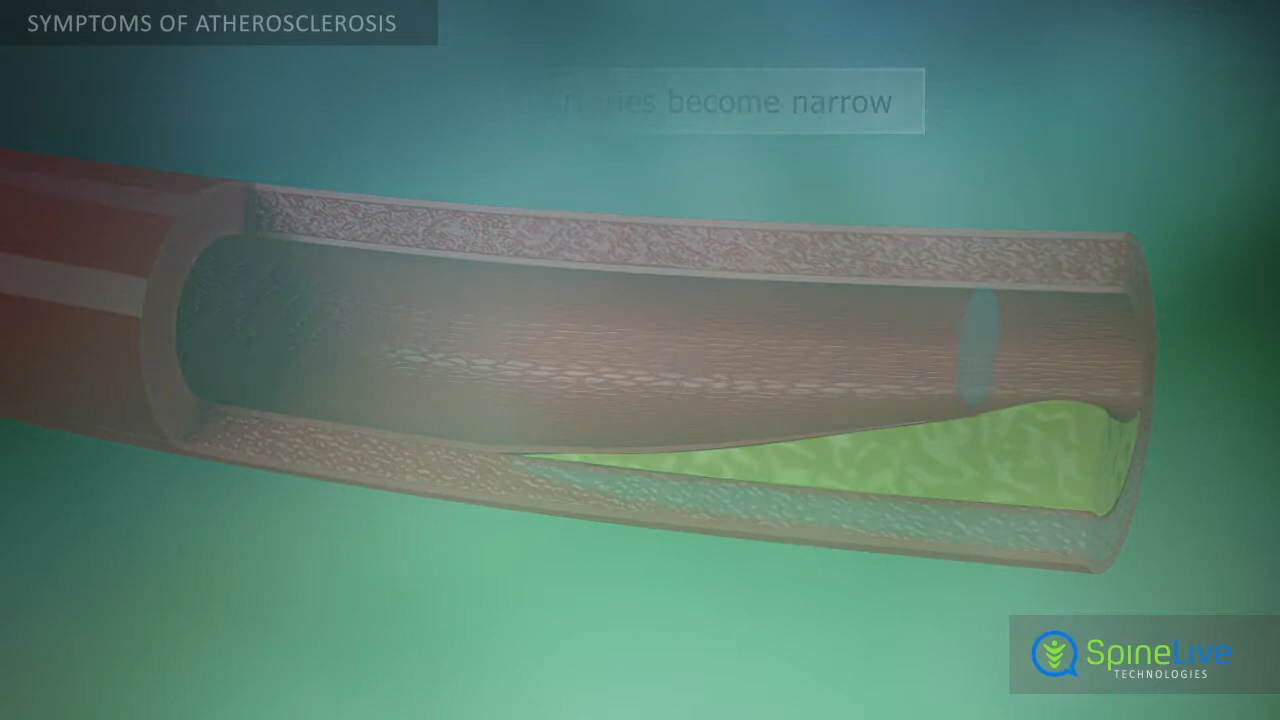 SYMPTOMS OF ATHEROSCLEROSIS
become narrow
SpineLive
TECHNOLOGIES